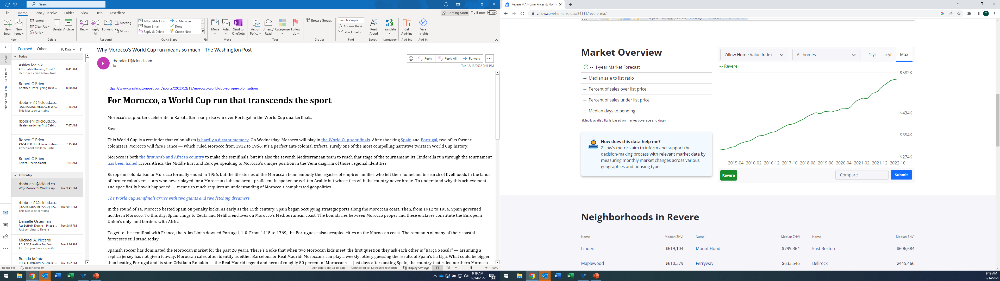 Search
File Home Send / Receive Folder View Help Laserfiche
Coming Soon Try it now Off
New Email
New Items
Ignore
Clean Up
Junk
Delete
Archive
Reply
Reply All
Forward
Meeting
More
Affordable Hou...
Team Email
Reply & Delete
To Manager
Done
Create New
Move
Rules
Send to OneNote
Assign Policy
Unread/ Read
Categorize
Follow Up
Browse Groups
Search People
Address Book
Filter Email
Read Aloud
Translate
Get Add-ins
Viva Insights
New Delete Respond Quick Steps Move Tags Groups Find Speech Language Add-ins Add-in
Inbox
Sent Items
Deleted Items 378
Focused Other By Date
Today
Ashley Melnik
Affordable Housing Trust F... 8:41 AM
Please see email below from
Robert O'Brien
Another Hotel Eyeing Reve... 8:00 AM
rbobrien1@icloud.co...
[SUSPICIOUS MESSAGE] Lyn... 7:48 AM
This Message contains
rbobrien1@icloud.co...
Healey made her first Cabi... 7:47 AM
Robert O'Brien
49-54 RBB Hotel Presentation 7:15 AM
Attachment available until
Robert O'Brien
Feldco Development 7:04 AM
Yesterday
rbobrien1@icloud.co...
Why Morocco's World Cup... Tue 9:41 PM
rbobrien1@icloud.co...
[SUSPICIOUS MESSAGE] Re... Tue 9:31 PM
This Message contains
Danielle Osterman
Re: Suffolk Downs - Phase ... Tue 3:45 PM
Just sending to Revere -
Michael A. Piccardi
RE: RFQ Timeline for Boath... Tue 3:24 PM
All: Did you have a specific
Brenda Iafrate
RE: ALTERNATIVE SIGNATO... Tue 3:22 PM
Why Morocco's World Cup run means so much - The Washington Post
R
rbobrien1@icloud.com
To
Reply Reply All Forward
Tue 12/13/2022 9:41 PM
https://www.washingtonpost.com/sports/2022/12/13/morocco-world-cup-europe-colonization/
For Morocco, a World Cup run that transcends the sport
Morocco's supporters celebrate in Rabat after a surprise win over Portugal in the World Cup quarterfinals.
Save
This World Cup is a reminder that colonialism is hardly a distant memory. On Wednesday, Morocco will play in the World Cup semifinals. After shocking Spain and Portugal, two of its former
colonizers, Morocco will face France — which ruled Morocco from 1912 to 1956. It's a perfect anti-colonial trifecta, surely one of the most compelling narrative twists in World Cup history.
Morocco is both the first Arab and African country to make the semifinals, but it's also the seventh Mediterranean team to reach that stage of the tournament. Its Cinderella run through the tournament
has been hailed across Africa, the Middle East and Europe, speaking to Morocco's unique position in the Venn diagram of those regional identities.
European colonialism in Morocco formally ended in 1956, but the life stories of the Moroccan team embody the legacies of empire: families who left their homeland in search of livelihoods in the lands
of former colonizers, stars who never played for a Moroccan club and aren't proficient in spoken or written Arabic but whose ties with the country never broke. To understand why this achievement —
and specifically how it happened — means so much requires an understanding of Morocco's complicated geopolitics.
The World Cup semifinals arrive with two giants and two fetching dreamers
In the round of 16, Morocco bested Spain on penalty kicks. As early as the 15th century, Spain began occupying strategic ports along the Moroccan coast. Then, from 1912 to 1956, Spain governed
northern Morocco. To this day, Spain clings to Ceuta and Melilla, enclaves on Morocco's Mediterranean coast. The boundaries between Morocco proper and these enclaves constitute the European
Union's only land borders with Africa.
To get to the semifinal with France, the Atlas Lions downed Portugal, 1-0. From 1415 to 1769, the Portuguese also occupied cities on the Moroccan coast. The remnants of many of their coastal
fortresses still stand today.
Spanish soccer has dominated the Moroccan market for the past 20 years. There's a joke that when two Moroccan kids meet, the first question they ask each other is "Barça o Real?" — assuming a
replica jersey has not given it away. Moroccan cafes often identify as either Barcelona or Real Madrid; Moroccans can play a weekly lottery guessing the results of Spain's La Liga. What could be bigger
than beating Portugal and its star, Cristiano Ronaldo — the Real Madrid legend and hero of roughly 50 percent of Moroccans — just days after ousting Spain, the country that ruled northern Morocco
Items: 548 Reminders: 89 All folders are up to date. Connected to: Microsoft Exchange Display Settings 100%
9:19 AM
12/14/2022
23
Revere MA Home Prices & Home
zillow.com/home-values/54111/revere-ma/
T
Market Overview
-- 1-year Market Forecast
-- Median sale to list ratio
-- Percent of sales over list price
-- Percent of sales under list price
-- Median days to pending
(Metric availability is based on market coverage and data)
How does this data help me?
Zillow's metrics aim to inform and support the
decision-making process with relevant market data by
measuring monthly market changes across various
geographies and housing types.
Zillow Home Value Index All homes 1-yr 5-yr Max
Revere
$582K
$434K
$354K
$274K
2015-04 2016-02 2016-12 2017-10 2018-08 2019-06 2020-04 2021-02 2021-12 2022-10
Revere Compare Submit
Neighborhoods in Revere
Name Median ZHVI Name Median ZHVI Name Median ZHVI
Linden $619,104 Mount Hood $799,364 East Boston $606,684
Maplewood $610,379 Ferryway $633,546 Bellrock $445,466
9:19 AM
12/14/2022